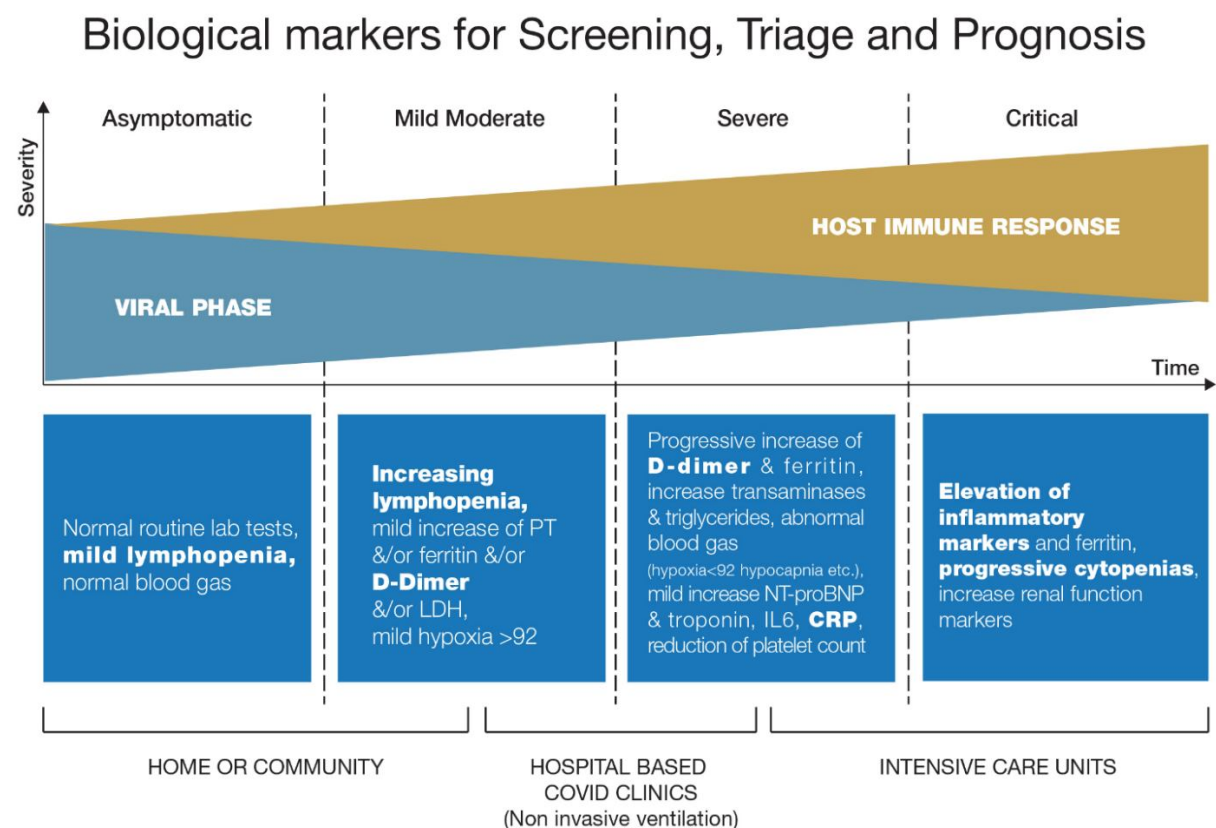 Biological markers for Screening, Triage and Prognosis
Asymptomatic
Mild Moderate
Severe
Critical
Severity
HOST IMMUNE RESPONSE
VIRAL PHASE
Time
Normal routine lab tests,
mild lymphopenia,
normal blood gas
Increasing
lymphopenia,
mild increase of PT
&/or ferritin &/or
D-Dimer
&/or LDH,
mild hypoxia >92
Progressive increase of
D-dimer & ferritin,
increase transaminases
& triglycerides, abnormal
blood gas
(hypoxia<92 hypocapnia etc.),
mild increase NT-proBNP
& troponin, IL6, CRP,
reduction of platelet count
Elevation of
inflammatory
markers and ferritin,
progressive cytopenias,
increase renal function
markers
HOME OR COMMUNITY
HOSPITAL BASED
COVID CLINICS
(Non invasive ventilation)
INTENSIVE CARE UNITS